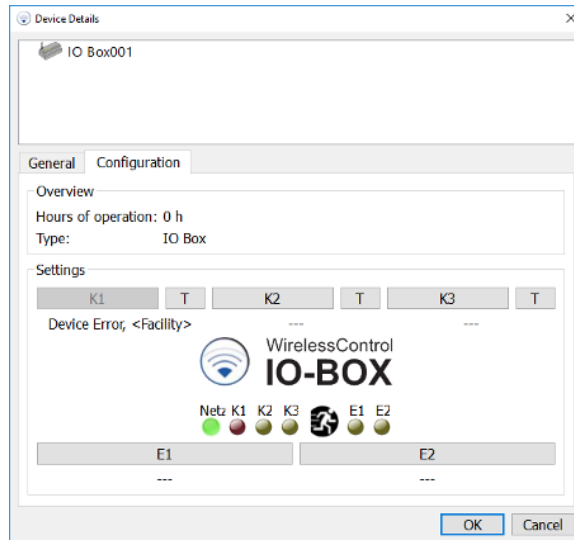 Device Details
IO Box001
General Configuration
Overview
Hours of operation: 0 h
Type: IO Box
Settings
K1 T K2 T K3 T
Device Error, <Facility> --- ---
WirelessControl
IO-BOX
Netz K1 K2 K3 E1 E2
E1 E2
--- ---
OK Cancel